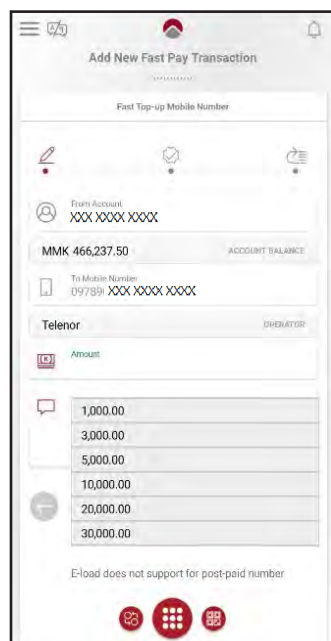 Add New Fast Pay Transaction
Fast Top-up Mobile Number
From Account
XXX XXXX XXXX
MMK 466,237.50 ACCOUNT BALANCE
To Mobile Number
09789 XXX XXXX XXXX
Telenor OPERATOR
Amount
1,000.00
3,000.00
5,000.00
10,000.00
20,000.00
30,000.00
E-load does not support for post-paid number